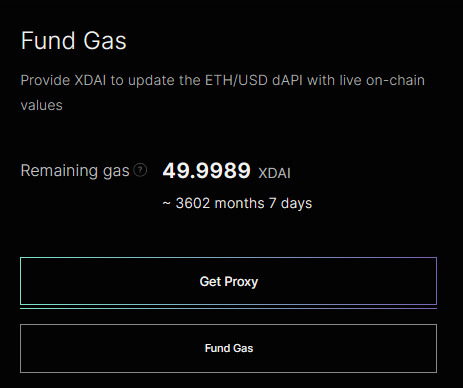 Fund Gas
Provide XDAI to update the ETH/USD dAPI with live on-chain
values
Remaining gas ? 49.9989 XDAI
~ 3602 months 7 days
Get Proxy
Fund Gas